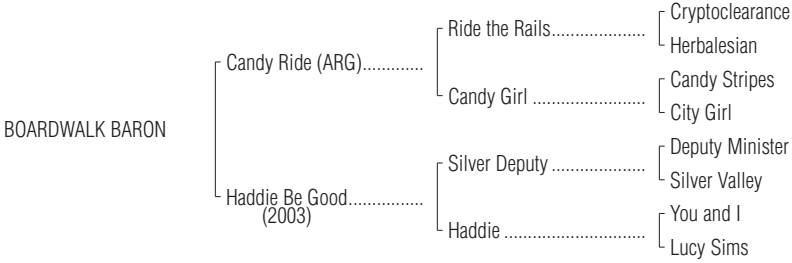 Cryptoclearance
Ride the Rails.....................
Herbalesian
Candy Ride (ARG).............
Candy Stripes
Candy Girl .........................
City Girl
BOARDWALK BARON
Deputy Minister
Silver Deputy .....................
Silver Valley
Haddie Be Good................
(2003)
You and I
Haddie ...............................
Lucy Sims